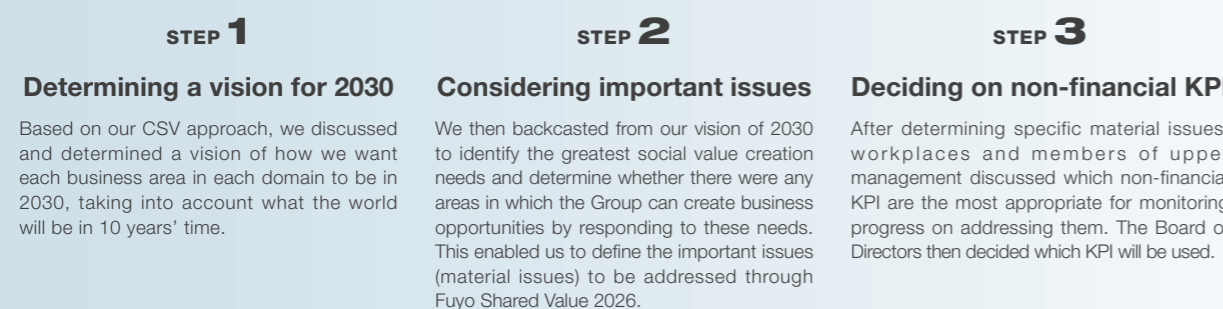 STEP 1
Determining a vision for 2030
Based on our CSV approach, we discussed
and determined a vision of how we want
each business area in each domain to be in
2030, taking into account what the world
will be in 10 years' time.
STEP 2
Considering important issues
We then backcasted from our vision of 2030
to identify the greatest social value creation
needs and determine whether there were any
areas in which the Group can create business
opportunities by responding to these needs.
This enabled us to define the important issues
(material issues) to be addressed through
Fuyo Shared Value 2026.
STEP 3
Deciding on non-financial KPI
After determining specific material issues
workplaces and members of uppe
management discussed which non-financia
KPI are the most appropriate for monitoring
progress on addressing them. The Board o
Directors then decided which KPI will be used.